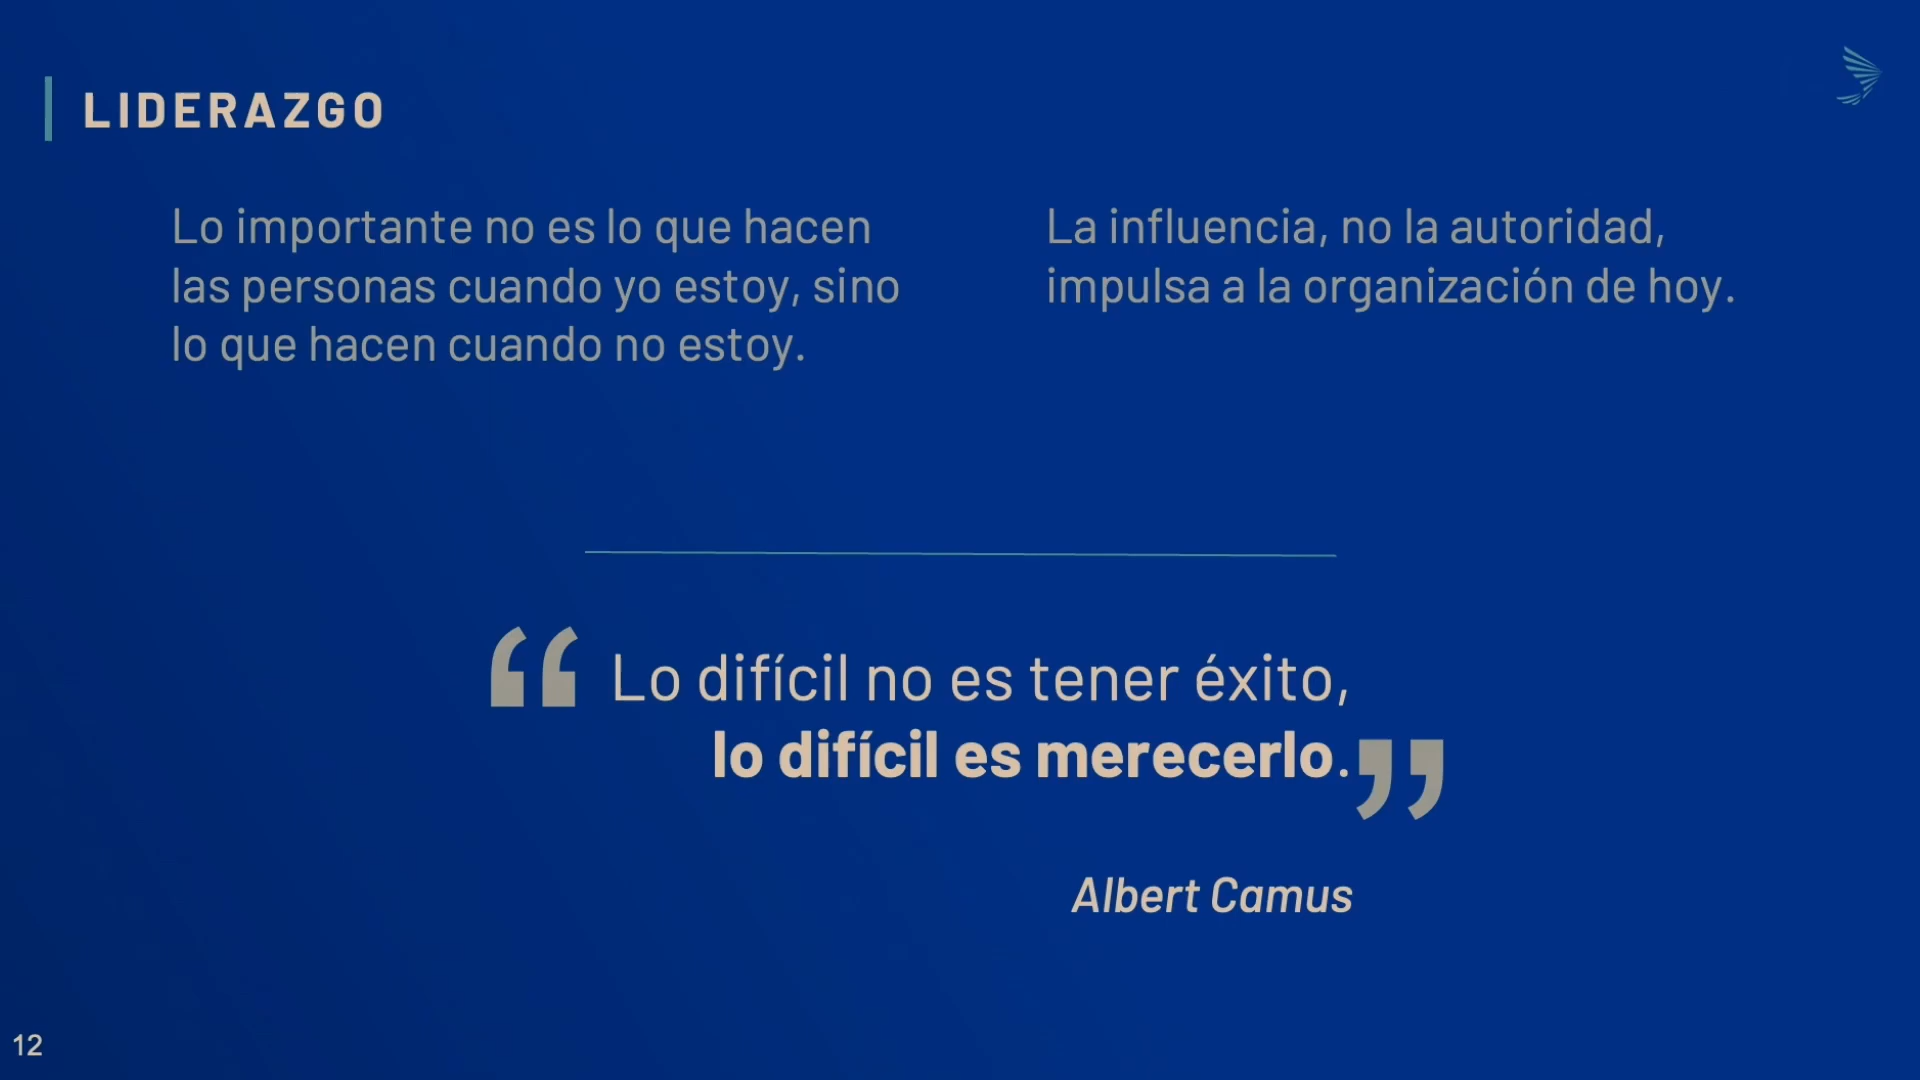 LIDERAZGO
Lo importante no es lo que hacen
las personas cuando yo estoy, sino
lo que hacen cuando no estoy.
La influencia, no la autoridad,
impulsa a la organización de hoy.
“Lo difícil no es tener éxito,
lo difícil es merecerlo.”
Albert Camus
12